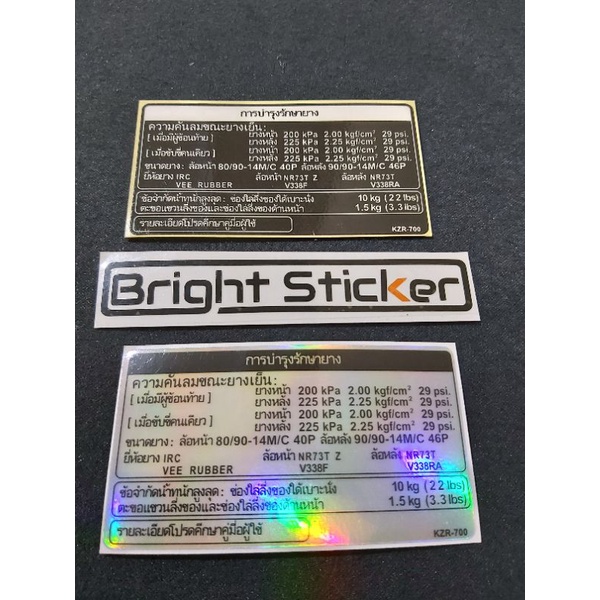 การบำรุงรักษายาง
ความดันลมขณะยางเย็น:
[ เมื่อมีผู้ซ้อนท้าย ] ยางหน้า 200 kPa 2.00 kgf/cm² 29 psi.
ยางหลัง 225 kPa 2.25 kgf/cm² 29 psi.
[ เมื่อขับขี่คนเดียว ] ยางหน้า 200 kPa 2.00 kgf/cm² 29 psi.
ยางหลัง 225 kPa 2.25 kgf/cm² 29 psi.
ขนาดยาง: ล้อหน้า 80/90-14M/C 40P ล้อหลัง 90/90-14M/C 46P
ยี่ห้อยาง IRC ล้อหน้า NR73T Z ล้อหลัง NR73T
VEE RUBBER V338F V338RA
ข้อจำกัดน้ำหนักสูงสุด: ช่องใส่สิ่งของใต้เบาะนั่ง 10 kg (22 lbs)
ตะขอแขวนสิ่งของและช่องใส่สิ่งของด้านหน้า 1.5 kg (3.3 lbs)
รายละเอียดโปรดศึกษาคู่มือผู้ใช้
KZR-700
Bright Sticker
การบำรุงรักษายาง
ความดันลมขณะยางเย็น:
[ เมื่อมีผู้ซ้อนท้าย ] ยางหน้า 200 kPa 2.00 kgf/cm² 29 psi.
ยางหลัง 225 kPa 2.25 kgf/cm² 29 psi.
[ เมื่อขับขี่คนเดียว ] ยางหน้า 200 kPa 2.00 kgf/cm² 29 psi.
ยางหลัง 225 kPa 2.25 kgf/cm² 29 psi.
ขนาดยาง: ล้อหน้า 80/90-14M/C 40P ล้อหลัง 90/90-14M/C 46P
ยี่ห้อยาง IRC ล้อหน้า NR73T Z ล้อหลัง NR73T
VEE RUBBER V338F V338RA
ข้อจำกัดน้ำหนักสูงสุด: ช่องใส่สิ่งของใต้เบาะนั่ง 10 kg (22 lbs)
ตะขอแขวนสิ่งของและช่องใส่สิ่งของด้านหน้า 1.5 kg (3.3 lbs)
รายละเอียดโปรดศึกษาคู่มือผู้ใช้
KZR-700